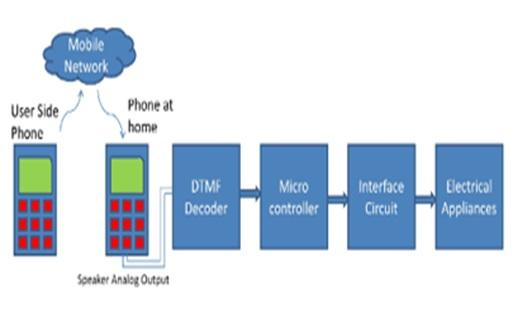 Mobile
Network
User Side
Phone
Phone at
home
DTMF
Decoder
Micro
controller
Interface
Circuit
Electrical
Appliances
Speaker Analog Output